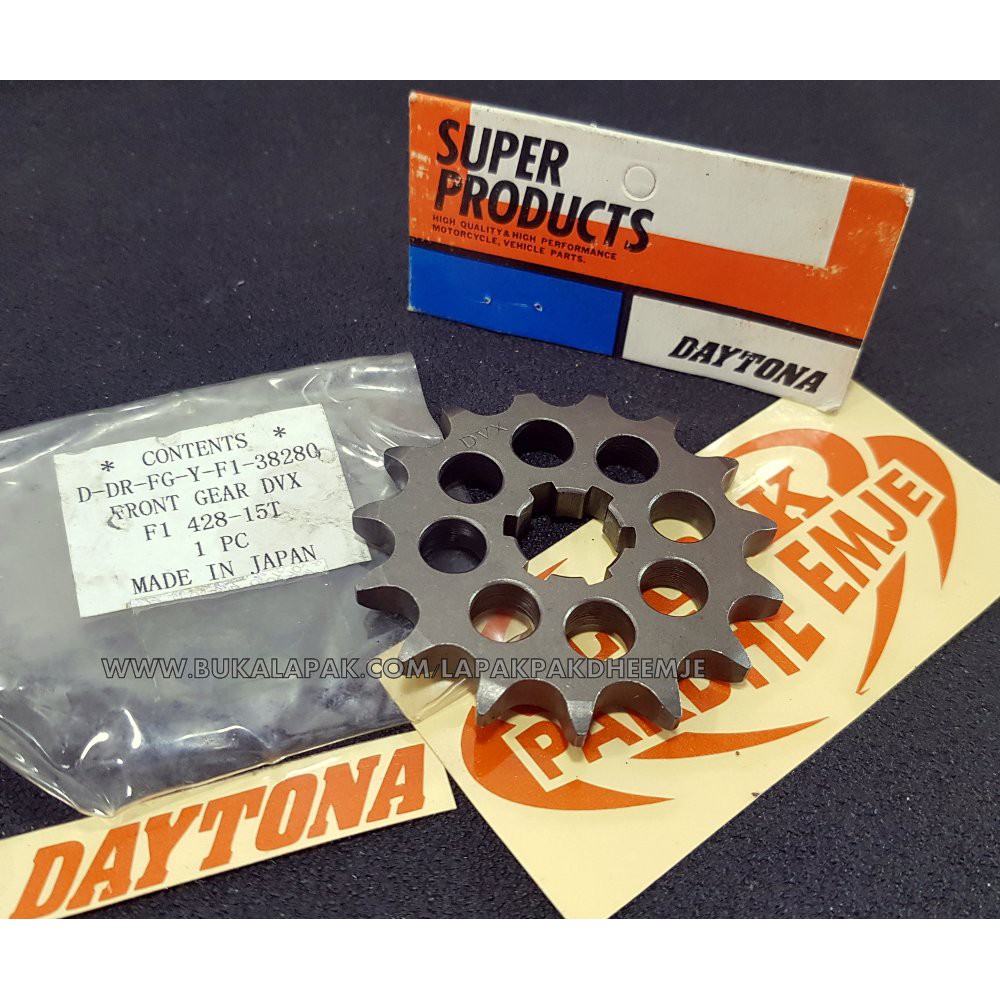 SUPER
PRODUCTS
HIGH QUALITY & HIGH PERFORMANCE
MOTORCYCLE, VEHICLE PARTS.
DAYTONA
* CONTENTS *
D-DR-FG-Y-F1-38280
FRONT GEAR DVX
F1 428-15T
1 PC
MADE IN JAPAN
DVX
K
PAKDHE EMJE
WWW.BUKALAPAK.COM/LAPAKPAKDHEEMJE
DAYTONA